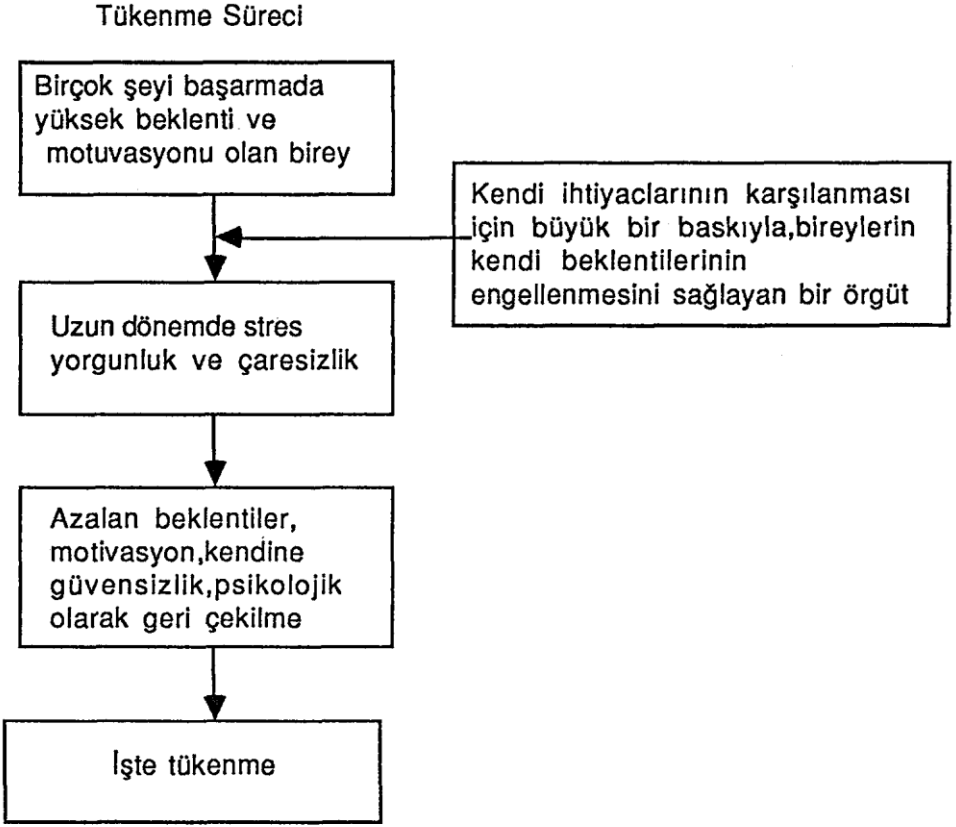 Tükenme Süreci
Birçok şeyi başarmada
yüksek beklenti ve
motuvasyonu olan birey
Kendi ihtiyaclarının karşılanması
için büyük bir baskıyla,bireylerin
kendi beklentilerinin
engellenmesini sağlayan bir örgüt
Uzun dönemde stres
yorgunluk ve çaresizlik
Azalan beklentiler,
motivasyon,kendine
güvensizlik,psikolojik
olarak geri çekilme
İşte tükenme